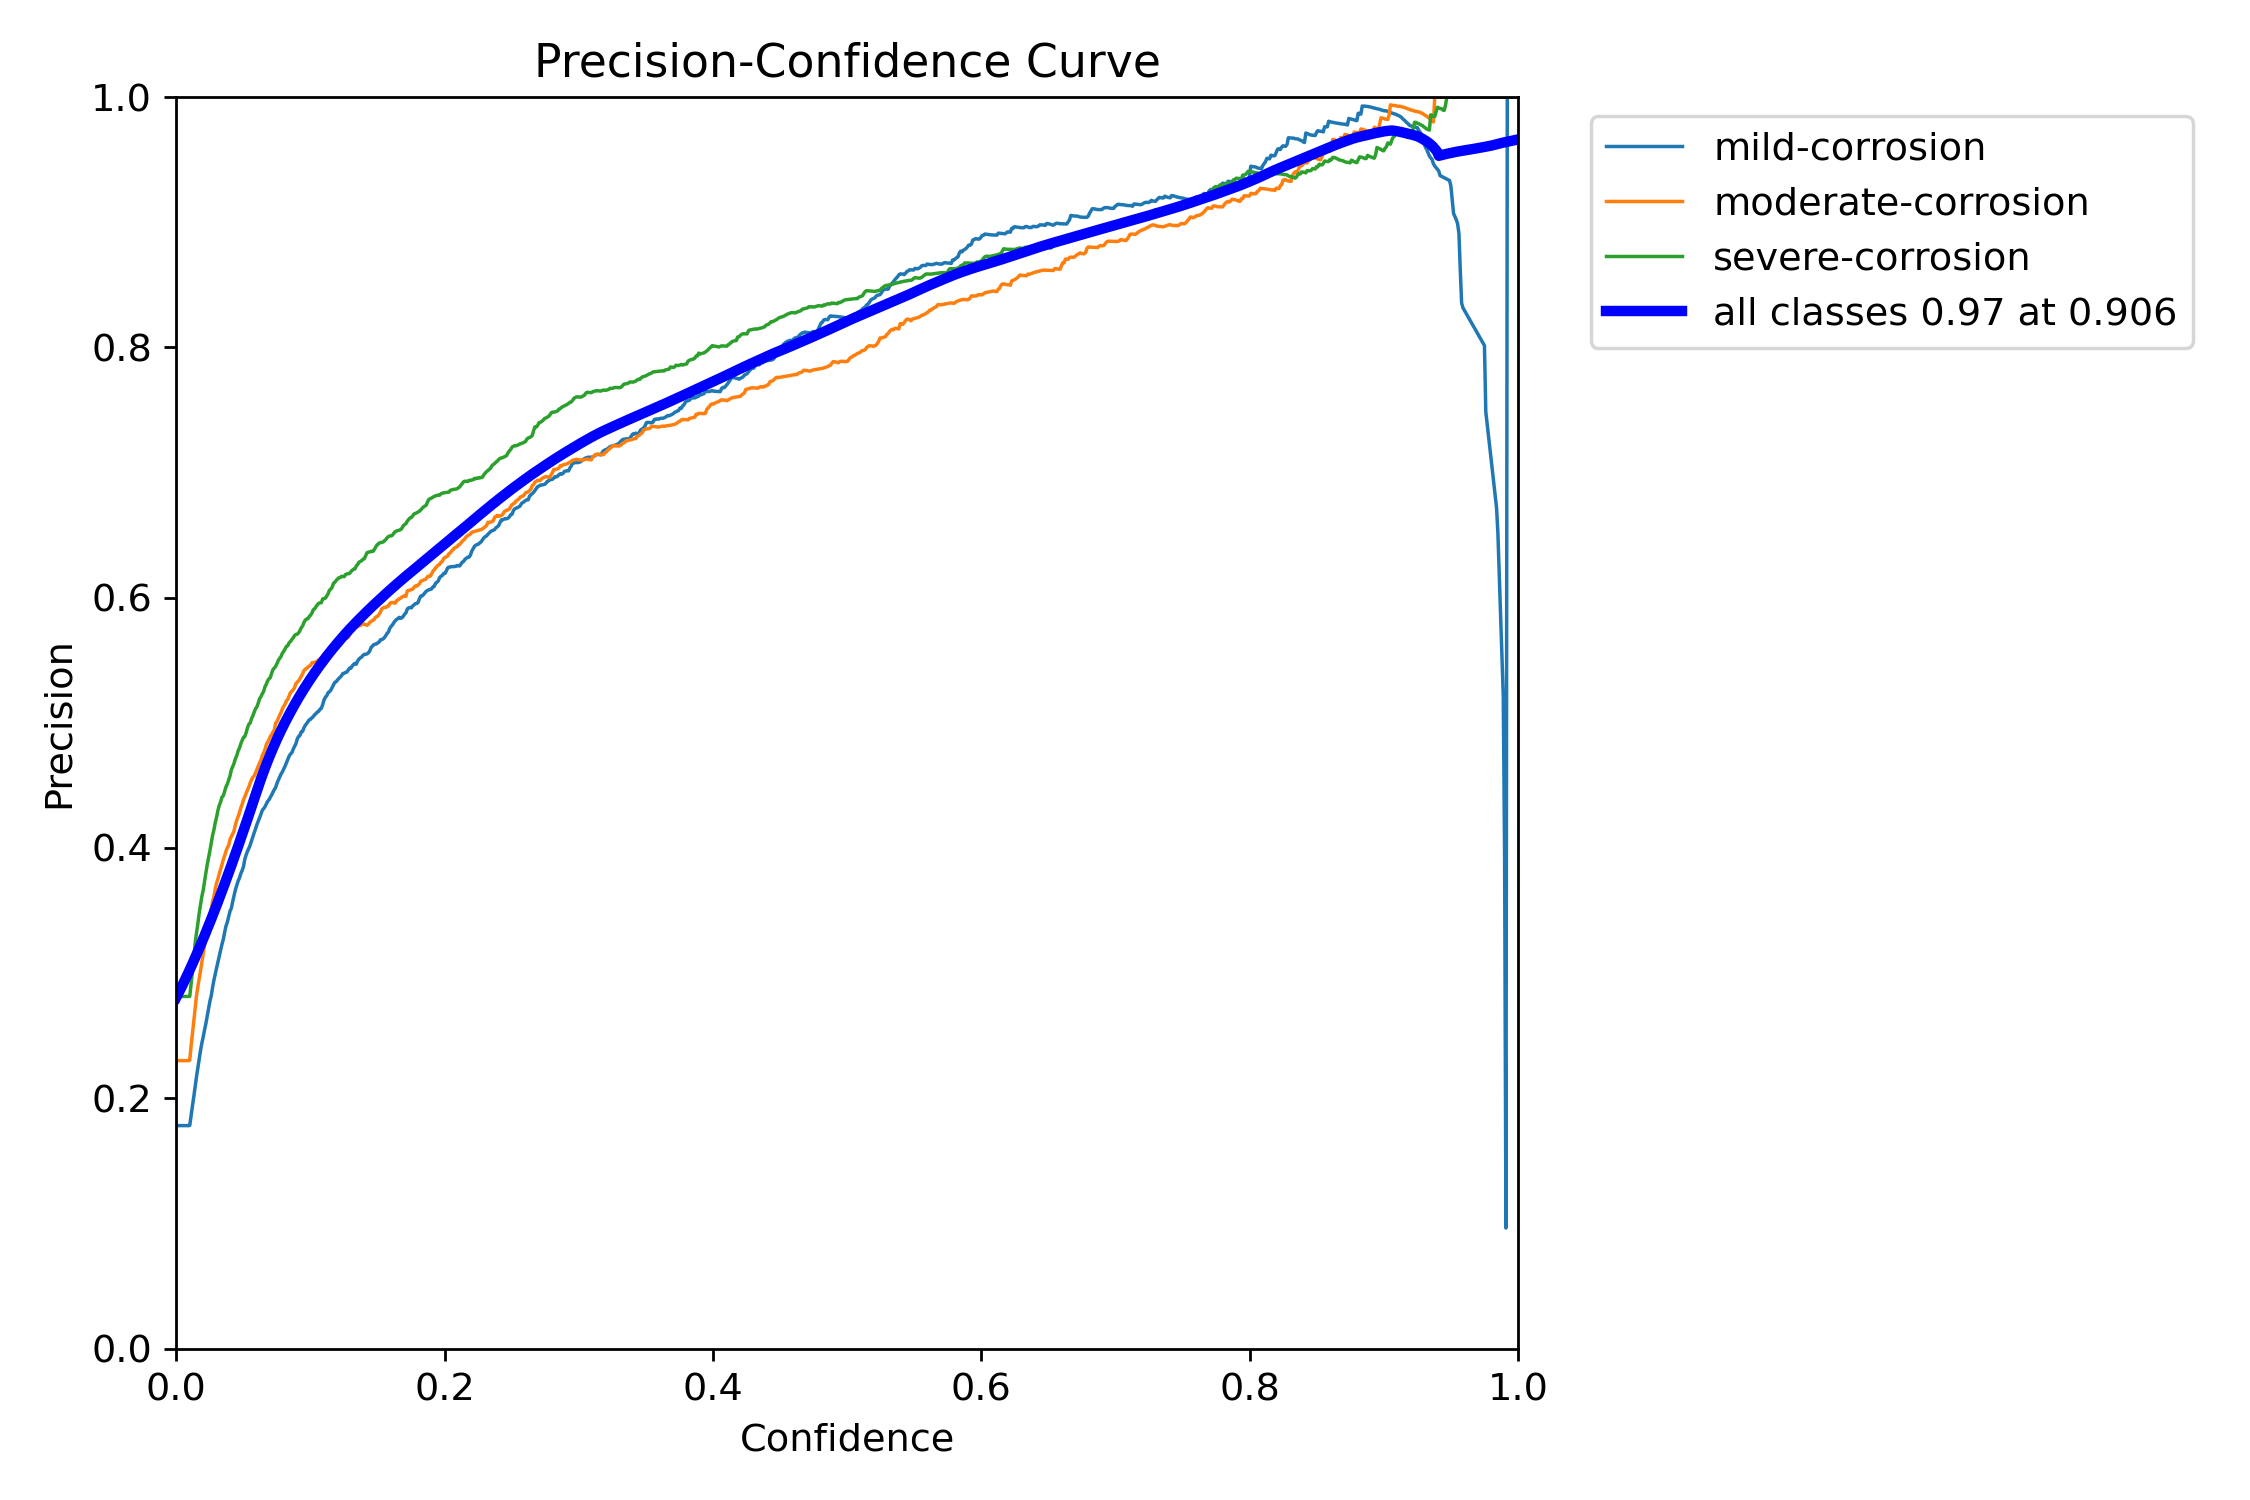 Precision-Confidence Curve
1.0
0.8
0.6
0.4
0.2
0.0
Precision
0.0 0.2 0.4 0.6 0.8 1.0
Confidence
mild-corrosion
moderate-corrosion
severe-corrosion
all classes 0.97 at 0.906